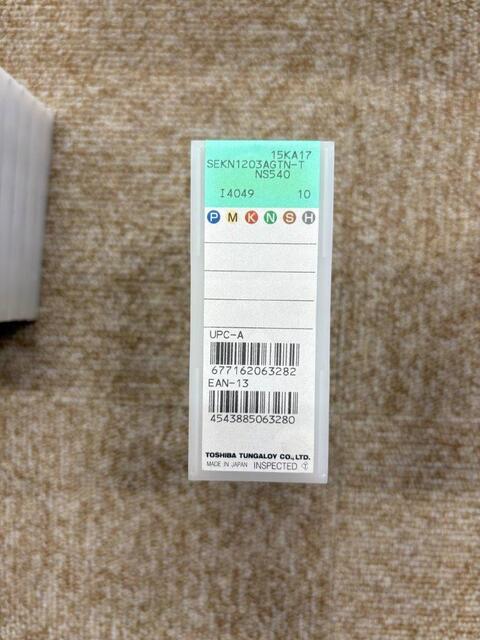 15KA17
SEKN1203AGTN-T
NS540
I4049 10
P M K N S H
UPC-A
677162063282
EAN-13
4543885063280
TOSHIBA TUNGALOY CO., LTD.
MADE IN JAPAN INSPECTED T